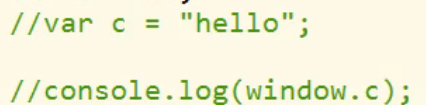 //var c = "hello";
//console.log(window.c);